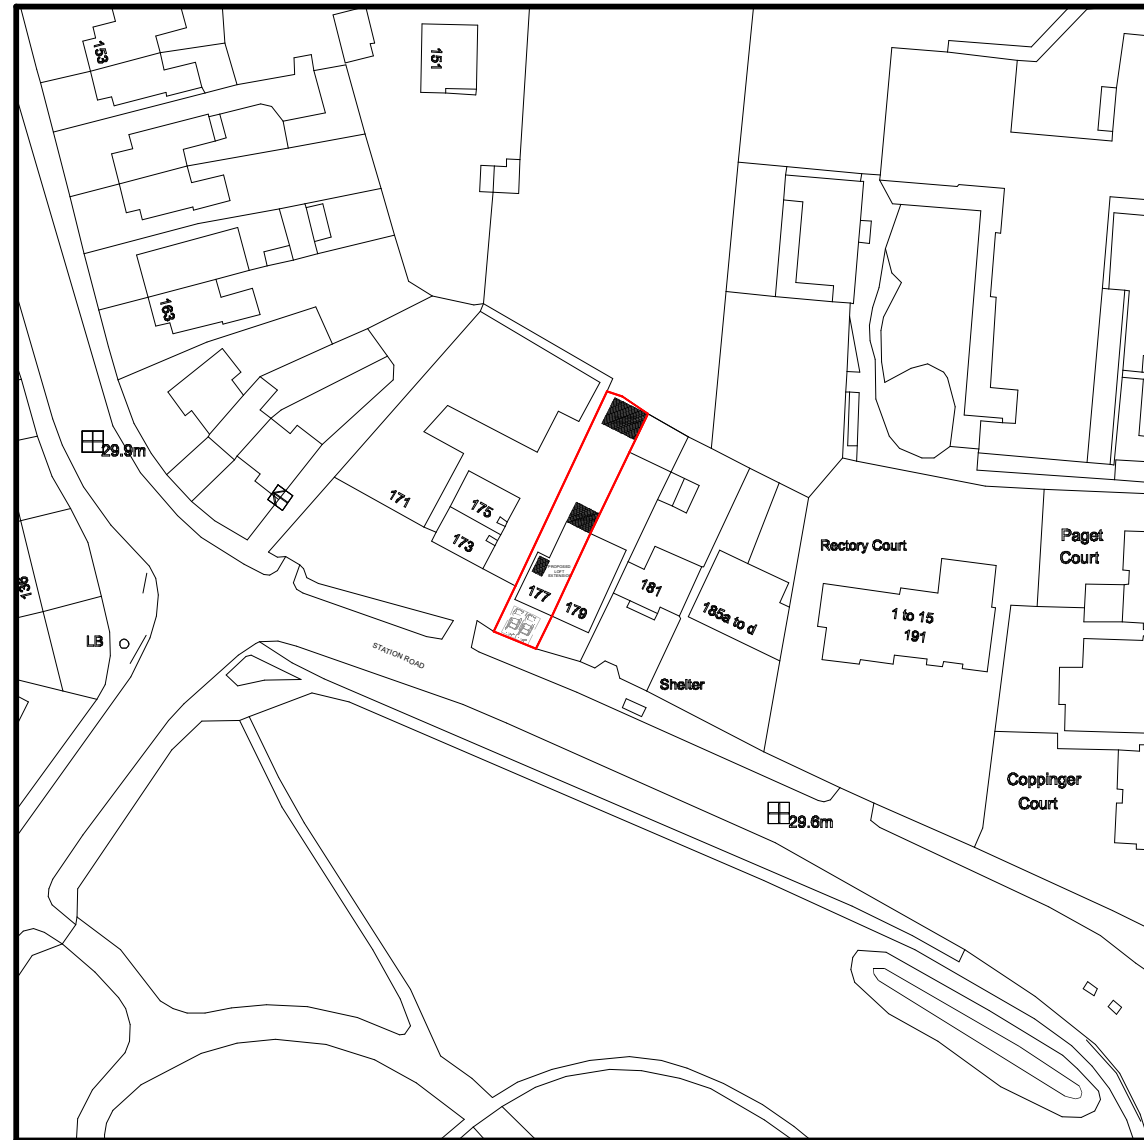 153
151
163
29.9m
171
175
173
PROPOSED
LOFT
EXTENSION
177
179
181
185a to d
Rectory Court
1 to 15
191
Paget
Court
136
LB
STATION ROAD
Shelter
Coppinger
Court
29.6m